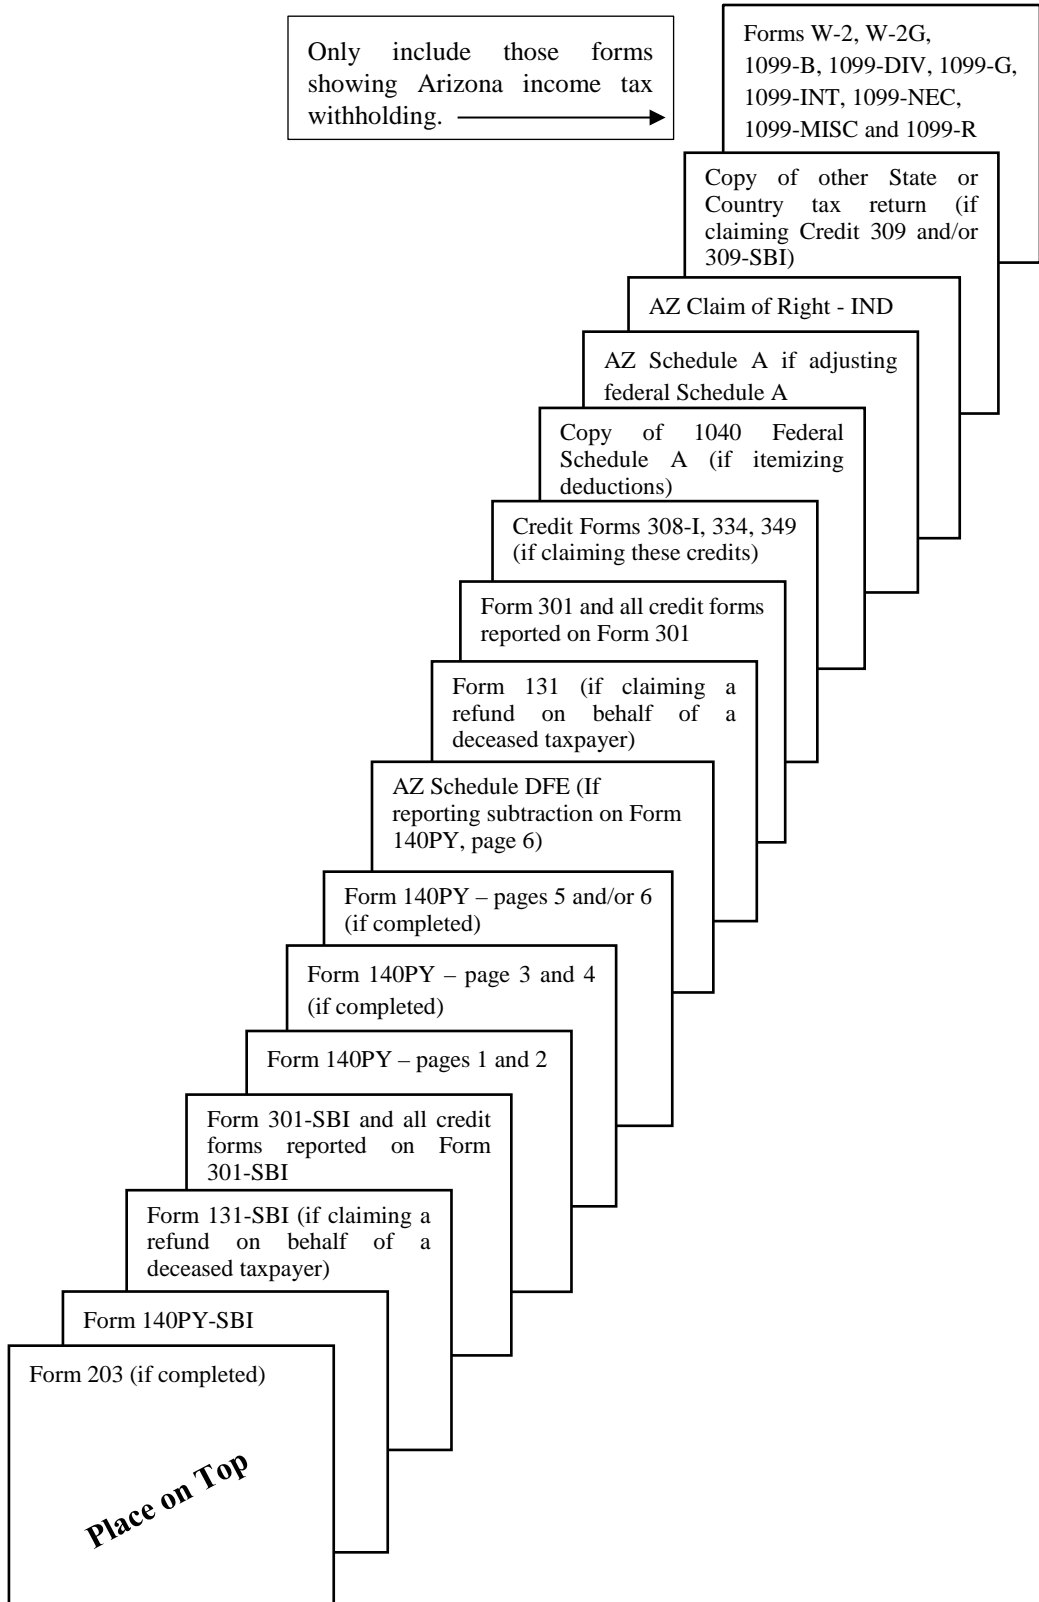 Only include those forms
showing Arizona income tax
withholding.
Forms W-2, W-2G,
1099-B, 1099-DIV, 1099-G,
1099-INT, 1099-NEC,
1099-MISC and 1099-R
Copy of other State or
Country tax return (if
claiming Credit 309 and/or
309-SBI)
AZ Claim of Right - IND
AZ Schedule A if adjusting
federal Schedule A
Copy of 1040 Federal
Schedule A (if itemizing
deductions)
Credit Forms 308-I, 334, 349
(if claiming these credits)
Form 301 and all credit forms
reported on Form 301
Form 131 (if claiming a
refund on behalf of a
deceased taxpayer)
AZ Schedule DFE (If
reporting subtraction on Form
140PY, page 6)
Form 140PY – pages 5 and/or 6
(if completed)
Form 140PY – page 3 and 4
(if completed)
Form 140PY – pages 1 and 2
Form 301-SBI and all credit
forms reported on Form
301-SBI
Form 131-SBI (if claiming a
refund on behalf of a
deceased taxpayer)
Form 140PY-SBI
Form 203 (if completed)
Place on Top